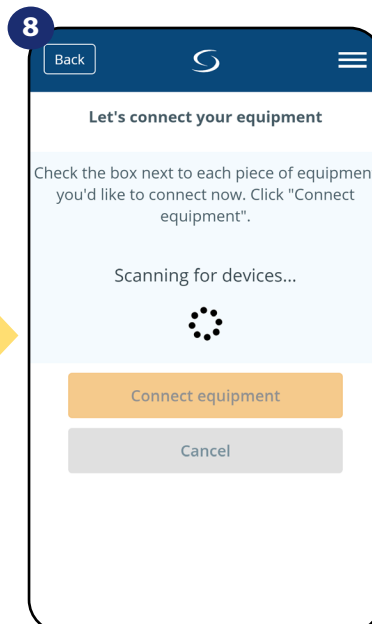 8
Back
Let's connect your equipment
Check the box next to each piece of equipmen
you'd like to connect now. Click "Connect
equipment".
Scanning for devices...
Connect equipment
Cancel